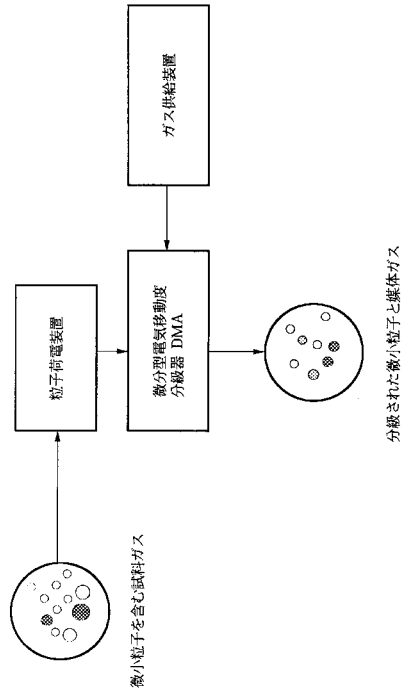 微小粒子を含む試料ガス
粒子荷電装置
微分型電気移動度
分級器 DMA
ガス供給装置
分級された微小粒子と媒体ガス